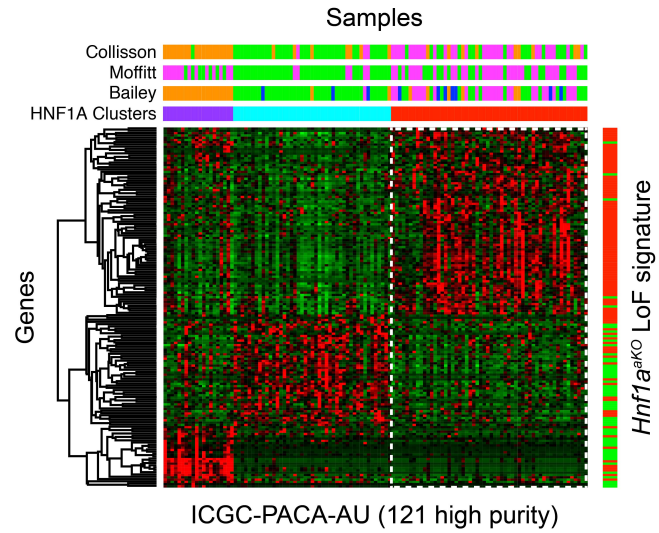 Samples
Collisson
Moffitt
Bailey
HNF1A Clusters
Genes
Hnf1a^aKO LoF signature
ICGC-PACA-AU (121 high purity)